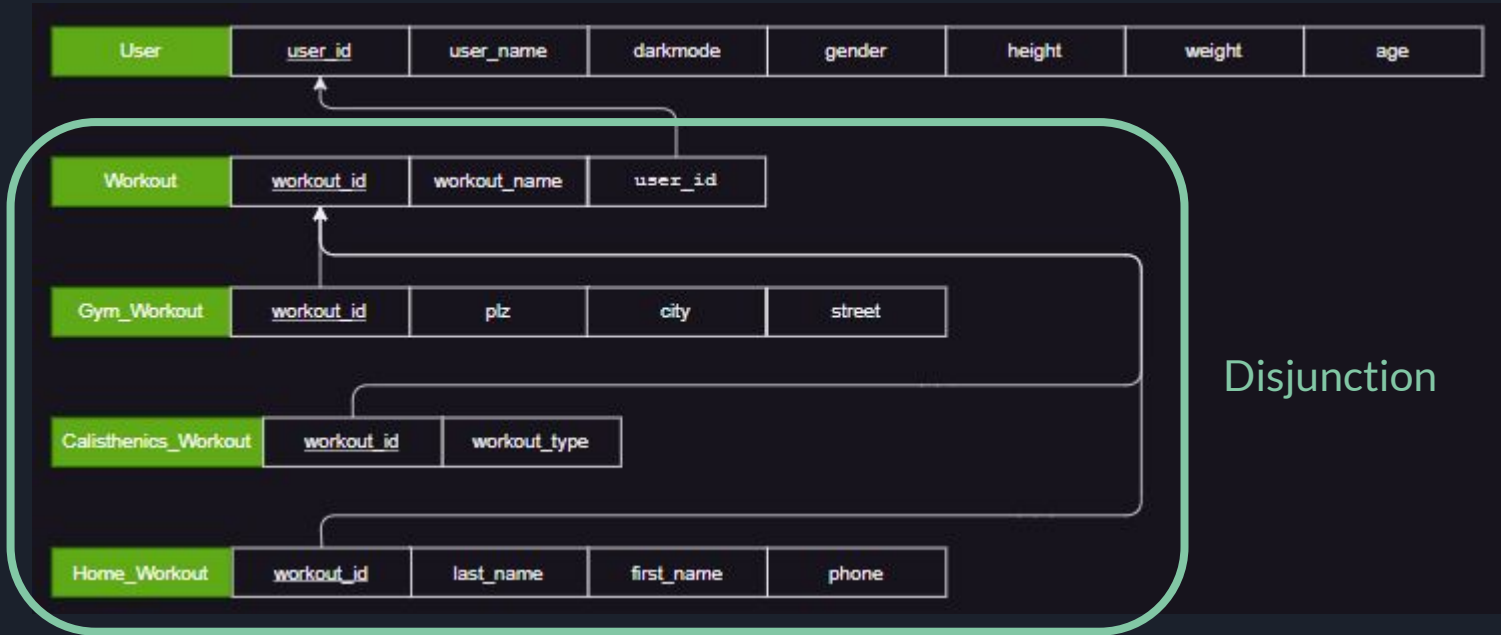 User user_id user_name darkmode gender height weight age
Workout workout_id workout_name user_id
Gym_Workout workout_id plz city street
Disjunction
Calisthenics_Workout workout_id workout_type
Home_Workout workout_id last_name first_name phone